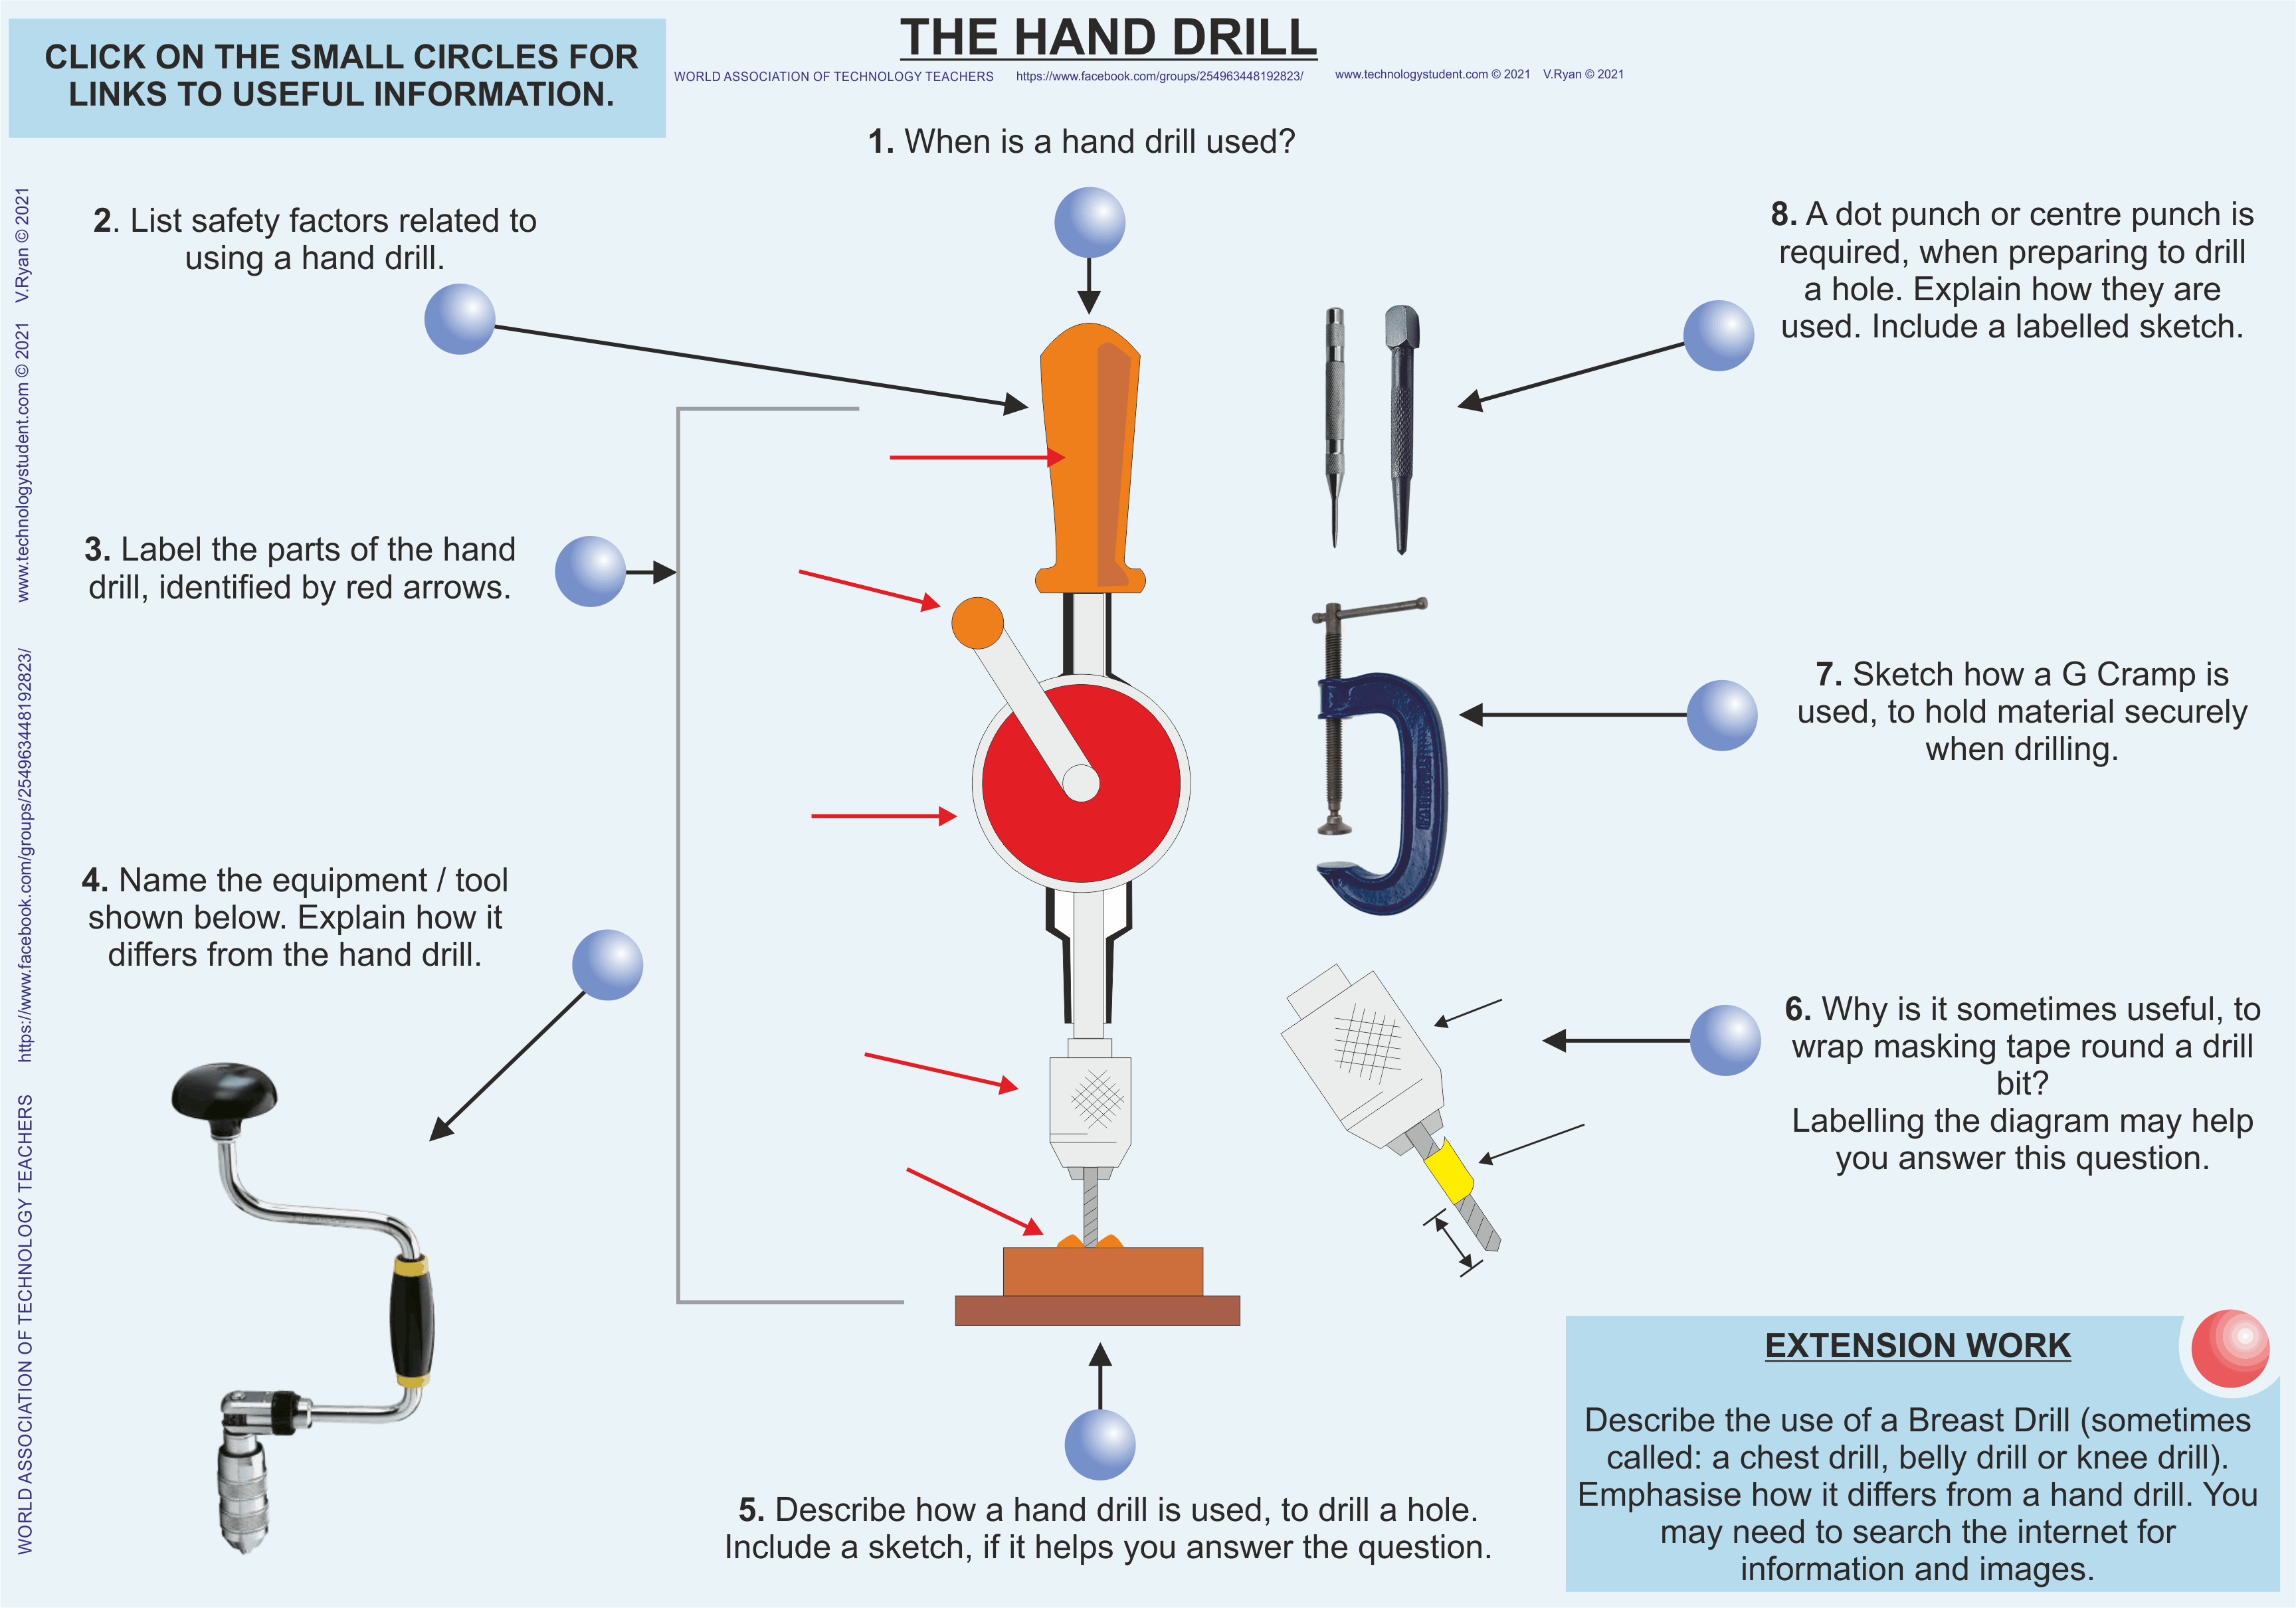 THE HAND DRILL
WORLD ASSOCIATION OF TECHNOLOGY TEACHERS https://www.facebook.com/groups/254963448192823/ www.technologystudent.com © 2021 V.Ryan © 2021
CLICK ON THE SMALL CIRCLES FOR
LINKS TO USEFUL INFORMATION.
1. When is a hand drill used?
2. List safety factors related to
using a hand drill.
3. Label the parts of the hand
drill, identified by red arrows.
4. Name the equipment / tool
shown below. Explain how it
differs from the hand drill.
5. Describe how a hand drill is used, to drill a hole.
Include a sketch, if it helps you answer the question.
6. Why is it sometimes useful, to
wrap masking tape round a drill
bit?
Labelling the diagram may help
you answer this question.
7. Sketch how a G Cramp is
used, to hold material securely
when drilling.
8. A dot punch or centre punch is
required, when preparing to drill
a hole. Explain how they are
used. Include a labelled sketch.
EXTENSION WORK
Describe the use of a Breast Drill (sometimes
called: a chest drill, belly drill or knee drill).
Emphasise how it differs from a hand drill. You
may need to search the internet for
information and images.
WORLD ASSOCIATION OF TECHNOLOGY TEACHERS https://www.facebook.com/groups/254963448192823/ www.technologystudent.com © 2021 V.Ryan © 2021